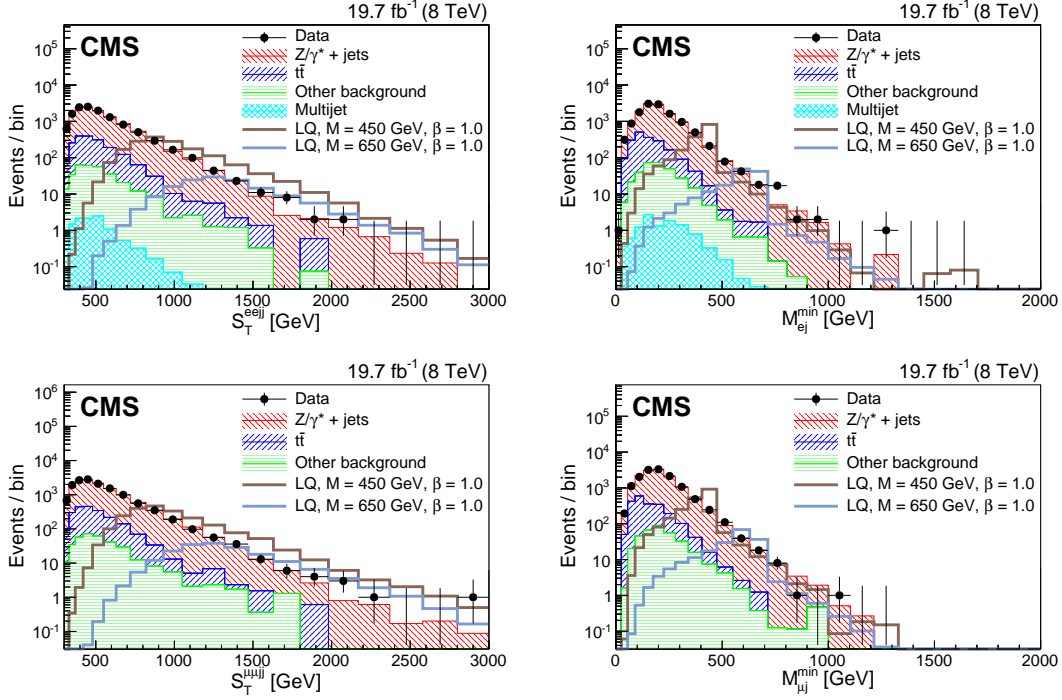 19.7 fb⁻¹ (8 TeV)
CMS
Data
Z/γ* + jets
tt̄
Other background
Multijet
LQ, M = 450 GeV, β = 1.0
LQ, M = 650 GeV, β = 1.0
Events / bin
10⁵
10⁴
10³
10²
10
1
10⁻¹
500 1000 1500 2000 2500 3000
S_T^eejj [GeV]
19.7 fb⁻¹ (8 TeV)
CMS
Data
Z/γ* + jets
tt̄
Other background
Multijet
LQ, M = 450 GeV, β = 1.0
LQ, M = 650 GeV, β = 1.0
Events / bin
10⁵
10⁴
10³
10²
10
1
10⁻¹
0 500 1000 1500 2000
M_ej^min [GeV]
19.7 fb⁻¹ (8 TeV)
CMS
Data
Z/γ* + jets
tt̄
Other background
LQ, M = 450 GeV, β = 1.0
LQ, M = 650 GeV, β = 1.0
Events / bin
10⁶
10⁵
10⁴
10³
10²
10
1
10⁻¹
500 1000 1500 2000 2500 3000
S_T^μμjj [GeV]
19.7 fb⁻¹ (8 TeV)
CMS
Data
Z/γ* + jets
tt̄
Other background
LQ, M = 450 GeV, β = 1.0
LQ, M = 650 GeV, β = 1.0
Events / bin
10⁵
10⁴
10³
10²
10
1
10⁻¹
0 500 1000 1500 2000
M_μj^min [GeV]